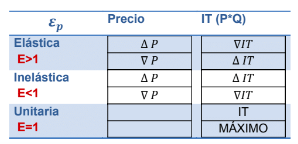 εp Precio IT (P*Q)
Elástica Δ P ∇IT
E>1 ∇ P Δ IT
Inelástica Δ P Δ IT
E<1 ∇ P ∇IT
Unitaria IT
E=1 MÁXIMO